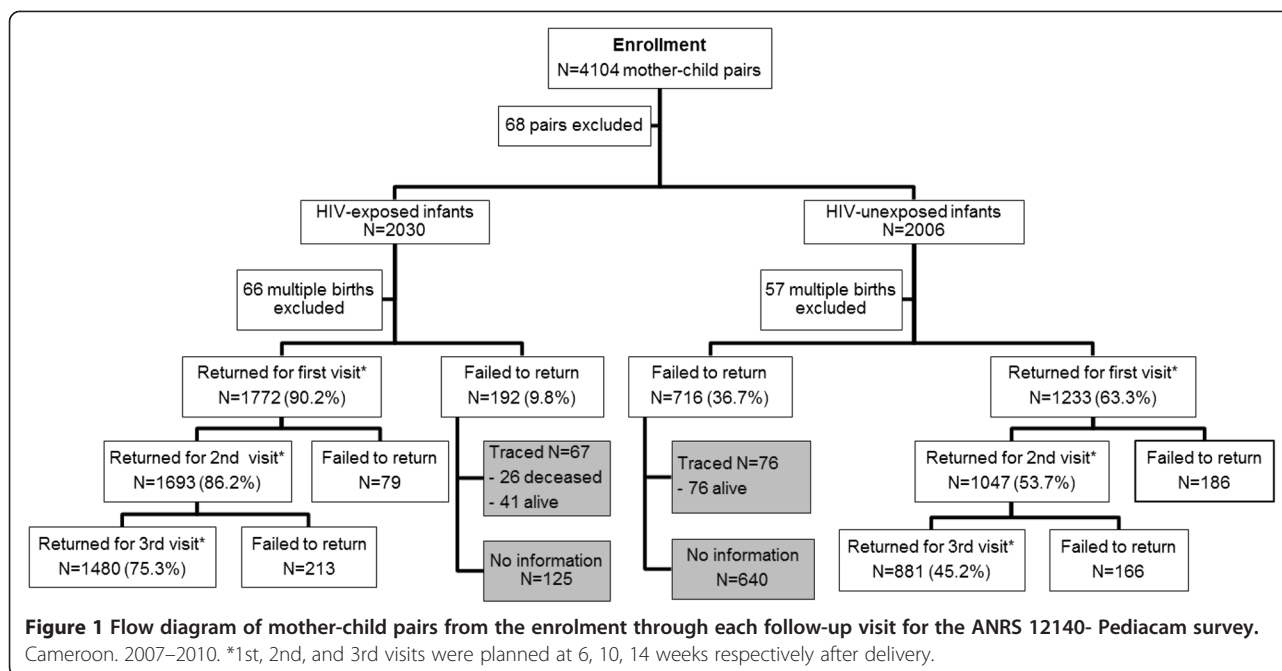 Enrollment
N=4104 mother-child pairs
68 pairs excluded
HIV-exposed infants
N=2030
HIV-unexposed infants
N=2006
66 multiple births
excluded
57 multiple births
excluded
Returned for first visit*
N=1772 (90.2%)
Failed to return
N=192 (9.8%)
Failed to return
N=716 (36.7%)
Returned for first visit*
N=1233 (63.3%)
Returned for 2nd visit*
N=1693 (86.2%)
Failed to return
N=79
Traced N=67
- 26 deceased
- 41 alive
Traced N=76
- 76 alive
Returned for 2nd visit*
N=1047 (53.7%)
Failed to return
N=186
Returned for 3rd visit*
N=1480 (75.3%)
Failed to return
N=213
No information
N=125
No information
N=640
Returned for 3rd visit*
N=881 (45.2%)
Failed to return
N=166
Figure 1 Flow diagram of mother-child pairs from the enrolment through each follow-up visit for the ANRS 12140- Pediacam survey.
Cameroon. 2007–2010. *1st, 2nd, and 3rd visits were planned at 6, 10, 14 weeks respectively after delivery.